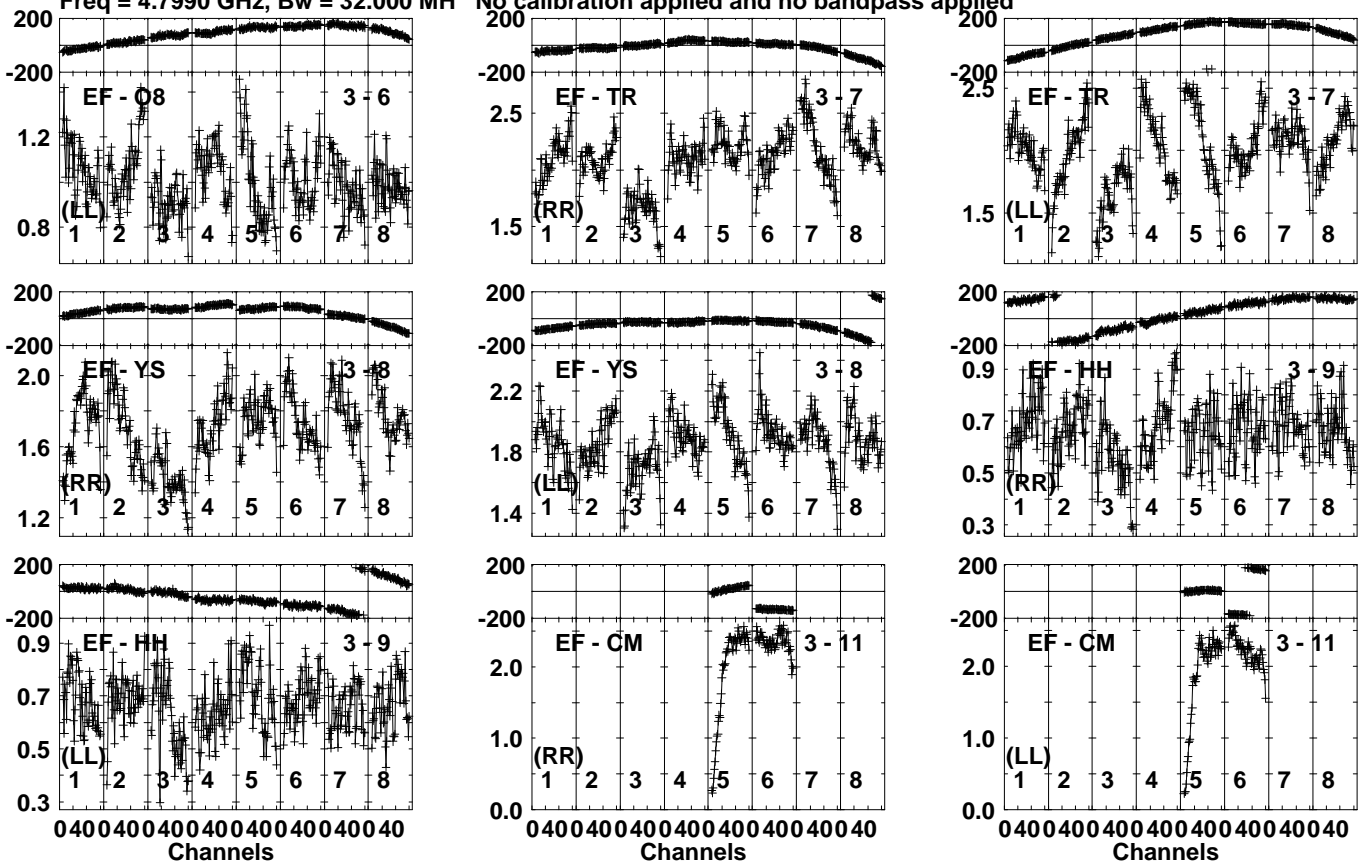 Freq = 4.7990 GHz, Bw = 32.000 MH No calibration applied and no bandpass applied
200 200 200
-200 -200 -200
EF - O8 3 - 6 EF - TR 3 - 7 EF - TR 3 - 7
2.5 2.5
1.2
(LL) (RR) (LL)
0.8 1.5 1.5
1 2 3 4 5 6 7 8 1 2 3 4 5 6 7 8 1 2 3 4 5 6 7 8
200 200 200
-200 -200 -200
EF - YS 3 - 8 EF - YS 3 - 8 EF - HH 3 - 9
2.0 2.2 0.9
1.6 1.8 0.7
0.5
(RR) (LL) (RR)
1.2 1.4 0.3
1 2 3 4 5 6 7 8 1 2 3 4 5 6 7 8 1 2 3 4 5 6 7 8
200 200 200
-200 -200 -200
EF - HH 3 - 9 EF - CM 3 - 11 EF - CM 3 - 11
0.9 2.0 2.0
0.7
0.5 1.0 1.0
(LL) (RR) (LL)
1 2 3 4 5 6 7 8 1 2 3 4 5 6 7 8 1 2 3 4 5 6 7 8
0.3 0.0 0.0
0 40 0 40 0 40 0 40 0 40 0 40 0 40 0 40 0 40 0 40 0 40 0 40 0 40 0 40 0 40 0 40 0 40 0 40 0 40 0 40 0 40 0 40 0 40 0 40
Channels Channels Channels